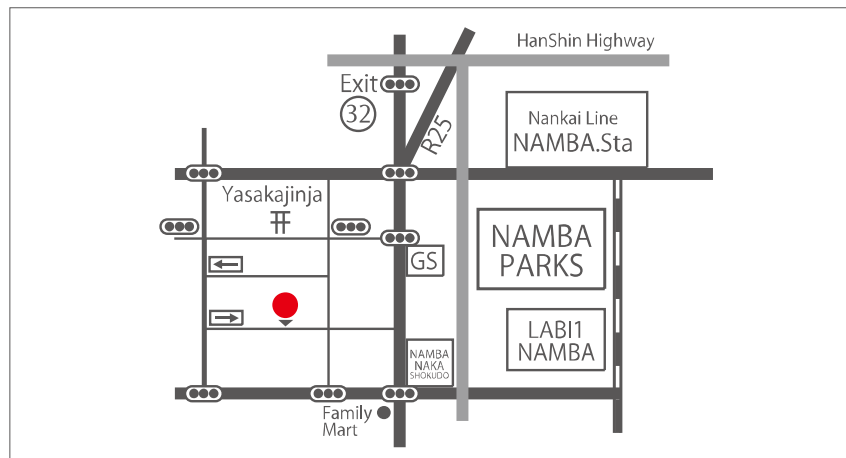 HanShin Highway
Exit
32
R25
Nankai Line
NAMBA.Sta
Yasakajinja
GS
NAMBA
PARKS
LABI1
NAMBA
NAMBA
NAKA
SHOKUDO
Family
Mart